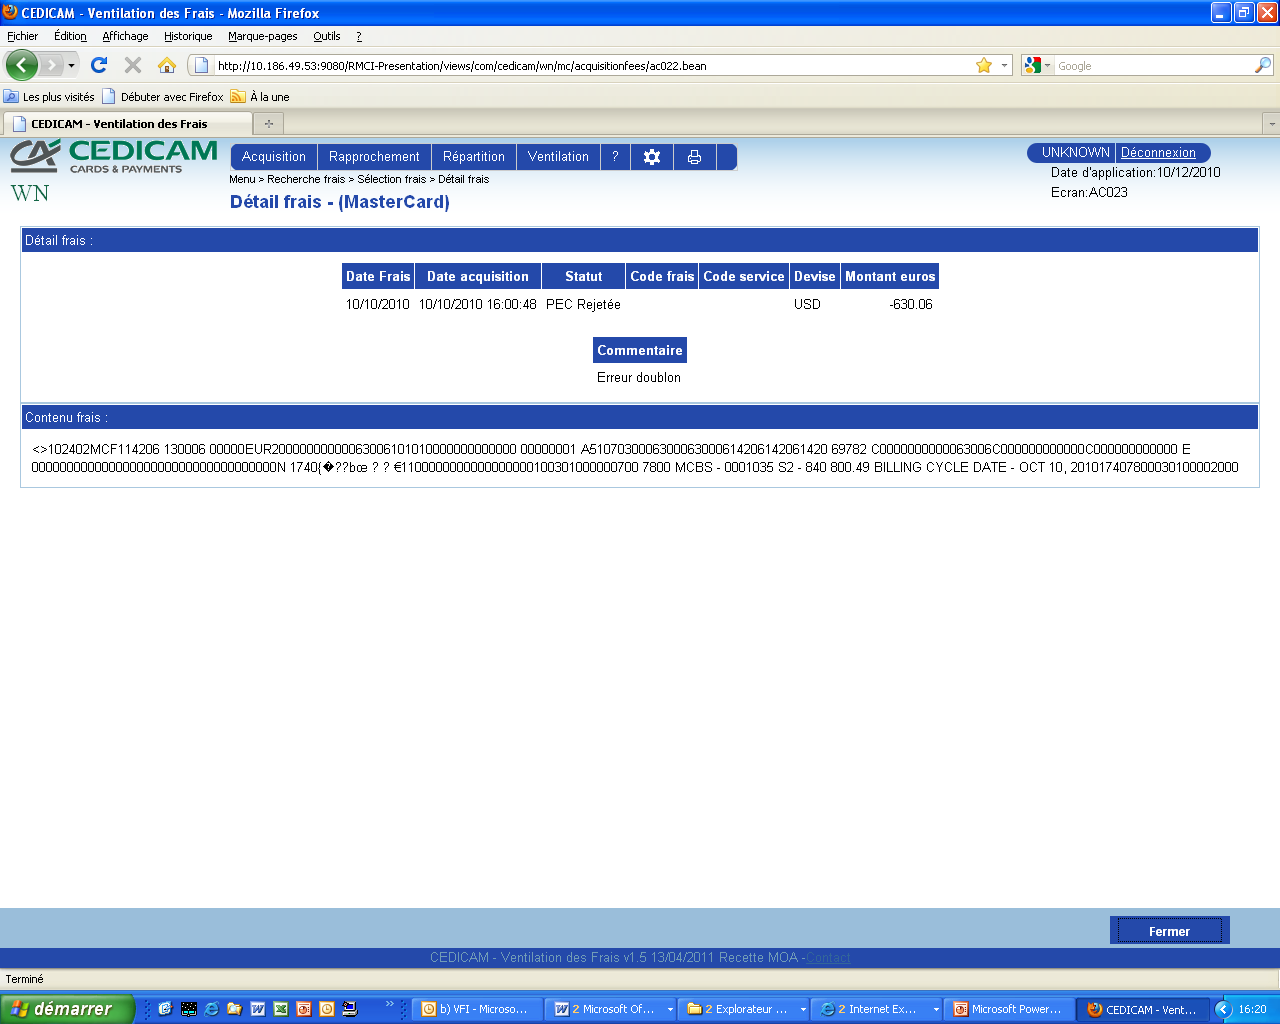 CEDICAM - Ventilation des Frais - Mozilla Firefox
Fichier Édition Affichage Historique Marque-pages Outils ?
http://10.186.49.53:9080/RMCI-Presentation/views/com/cedicam/wn/mc/acquisitionfees/ac022.bean
Google
Les plus visités Débuter avec Firefox À la une
CEDICAM - Ventilation des Frais
CEDICAM
CARDS & PAYMENTS
WN
Acquisition Rapprochement Répartition Ventilation ?
UNKNOWN Déconnexion
Menu > Recherche frais > Sélection frais > Détail frais
Date d'application:10/12/2010
Détail frais - (MasterCard)
Ecran:AC023
Détail frais :
Date Frais Date acquisition Statut Code frais Code service Devise Montant euros
10/10/2010 10/10/2010 16:00:48 PEC Rejetée USD -630.06
Commentaire
Erreur doublon
Contenu frais :
<>102402MCF114206 130006 00000EUR2000000000006300610101000000000000 00000001 A510703000630006300061420614206142​0 69782 C0000000000063006C000000000000C000000000000 E
0000000000000000000000000000000000N 1740{�??bœ ? ? €11000000000000000001003010000​00700 7800 MCBS - 0001035 S2 - 840 800.49 BILLING CYCLE DATE - OCT 10, 201017407800030100002000
Fermer
CEDICAM - Ventilation des Frais v1.5 13/04/2011 Recette MOA -Contact
Terminé
démarrer
b) VFI - Microso...
2 Microsoft Of...
2 Explorateur ...
2 Internet Ex...
Microsoft Power...
CEDICAM - Vent...
16:20